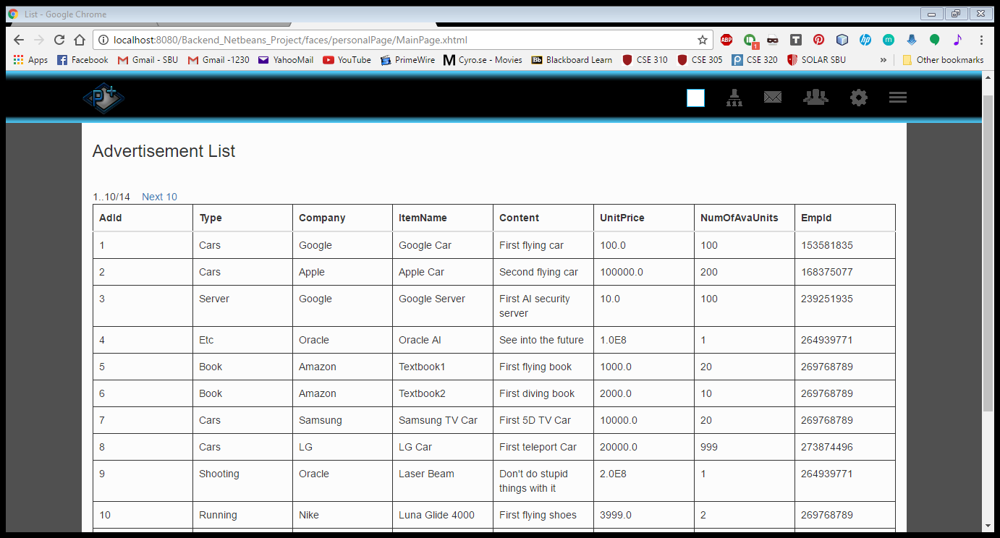 List - Google Chrome
localhost:8080/Backend_Netbeans_Project/faces/personalPage/MainPage.xhtml
ABP 1 T hp m
Apps Facebook Gmail - SBU Gmail -1230 YahooMail YouTube PrimeWire M Cyro.se - Movies Bb Blackboard Learn CSE 310 CSE 305 CSE 320 SOLAR SBU » Other bookmarks
P+
Advertisement List
1..10/14 Next 10
AdId Type Company ItemName Content UnitPrice NumOfAvaUnits EmpId
1 Cars Google Google Car First flying car 100.0 100 153581835
2 Cars Apple Apple Car Second flying car 100000.0 200 168375077
3 Server Google Google Server First AI security 10.0 100 239251935
server
4 Etc Oracle Oracle AI See into the future 1.0E8 1 264939771
5 Book Amazon Textbook1 First flying book 1000.0 20 269768789
6 Book Amazon Textbook2 First diving book 2000.0 10 269768789
7 Cars Samsung Samsung TV Car First 5D TV Car 10000.0 20 269768789
8 Cars LG LG Car First teleport Car 20000.0 999 273874496
9 Shooting Oracle Laser Beam Don't do stupid 2.0E8 1 264939771
things with it
10 Running Nike Luna Glide 4000 First flying shoes 3999.0 2 269768789